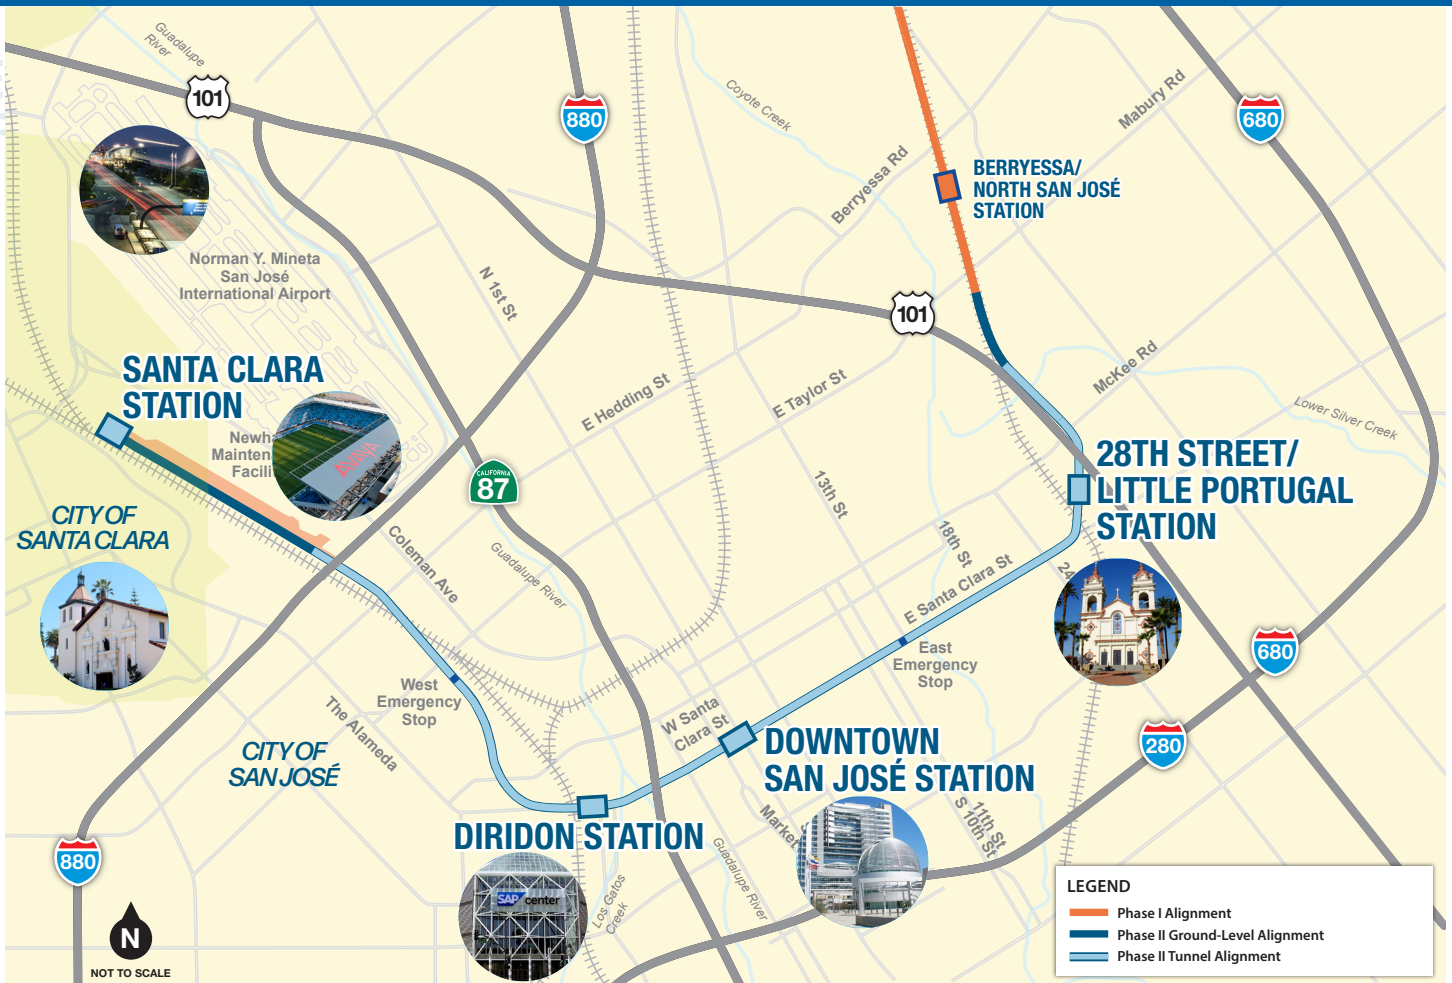 Guadalupe
River
101
880
Coyote Creek
Mabury Rd
680
Berryessa Rd
BERRYESSA/
NORTH SAN JOSÉ
STATION
Norman Y. Mineta
San José
International Airport
N 1st St
101
SANTA CLARA
STATION
E Hedding St
E Taylor St
McKee Rd
Lower Silver Creek
Maintenance
CALIFORNIA
87
28TH STREET/
LITTLE PORTUGAL
STATION
13th St
18th St
CITY OF
SANTA CLARA
Coleman Ave
Guadalupe River
E Santa Clara St
24
East
Emergency
Stop
680
West
Emergency
Stop
The Alameda
W Santa
Clara St
CITY OF
SAN JOSÉ
DOWNTOWN
SAN JOSÉ STATION
280
Market
11th St
S 10th St
DIRIDON STATION
880
Guadalupe River
SAP center
Los Gatos
Creek
N
NOT TO SCALE
LEGEND
Phase I Alignment
Phase II Ground-Level Alignment
Phase II Tunnel Alignment